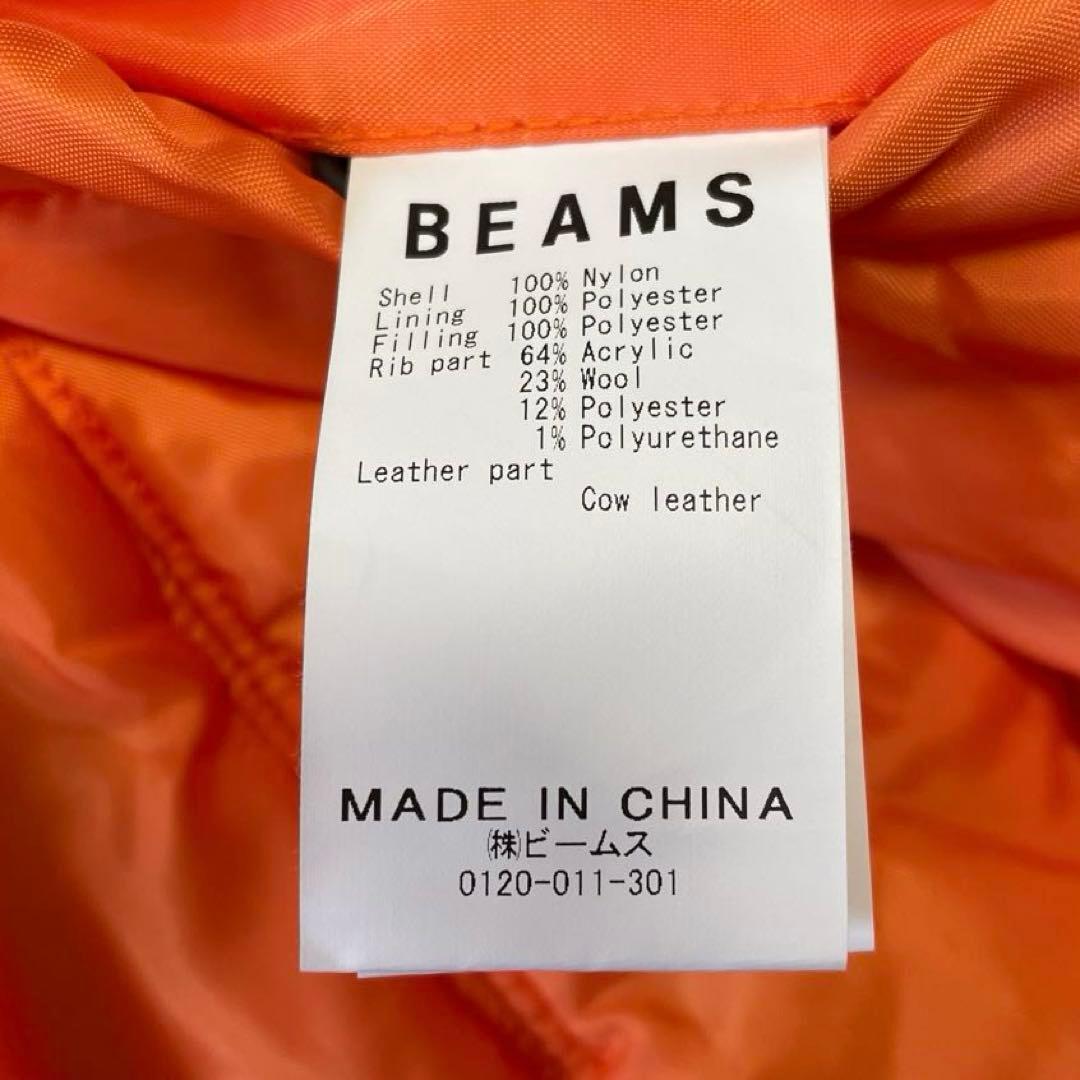 BEAMS
Shell 100% Nylon
Lining 100% Polyester
Filling 100% Polyester
Rib part 64% Acrylic
23% Wool
12% Polyester
1% Polyurethane
Leather part
Cow leather
MADE IN CHINA
㈱ビームス
0120-011-301